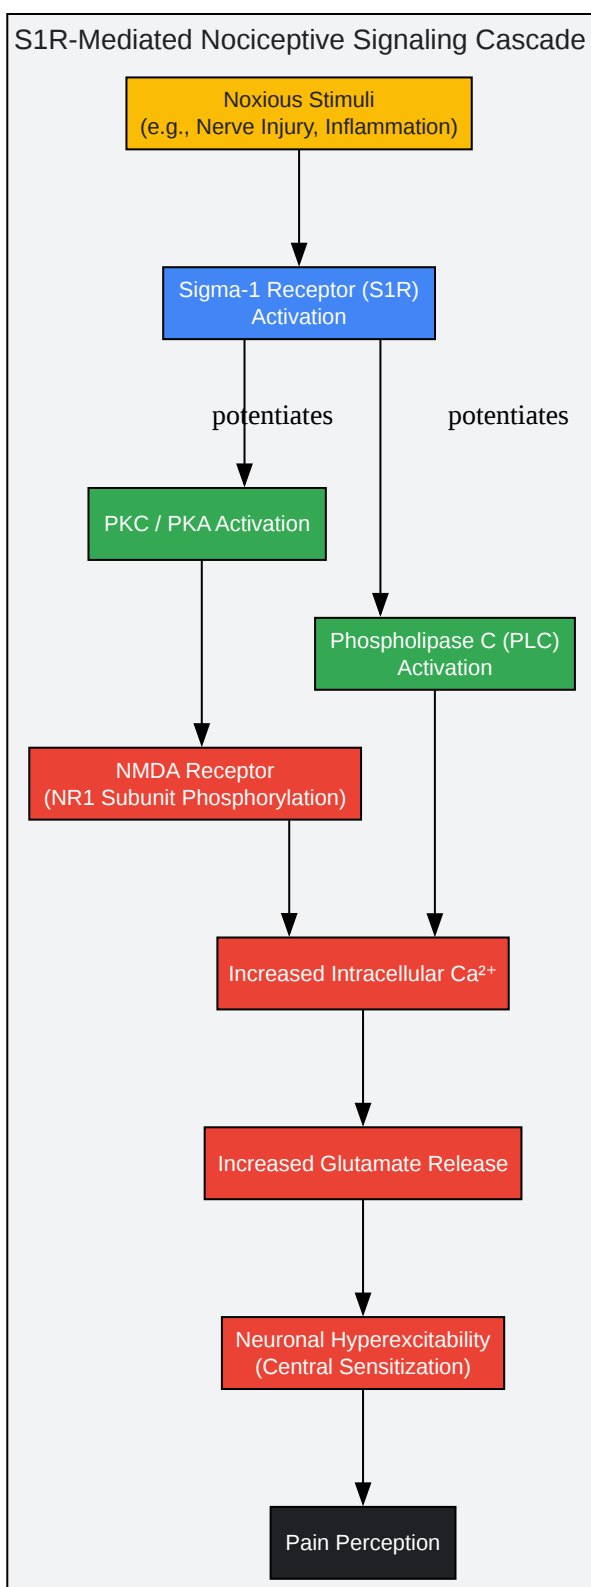 S1R-Mediated Nociceptive Signaling Cascade
Noxious Stimuli
(e.g., Nerve Injury, Inflammation)
Sigma-1 Receptor (S1R)
Activation
potentiates
potentiates
PKC / PKA Activation
Phospholipase C (PLC)
Activation
NMDA Receptor
(NR1 Subunit Phosphorylation)
Increased Intracellular Ca²⁺
Increased Glutamate Release
Neuronal Hyperexcitability
(Central Sensitization)
Pain Perception